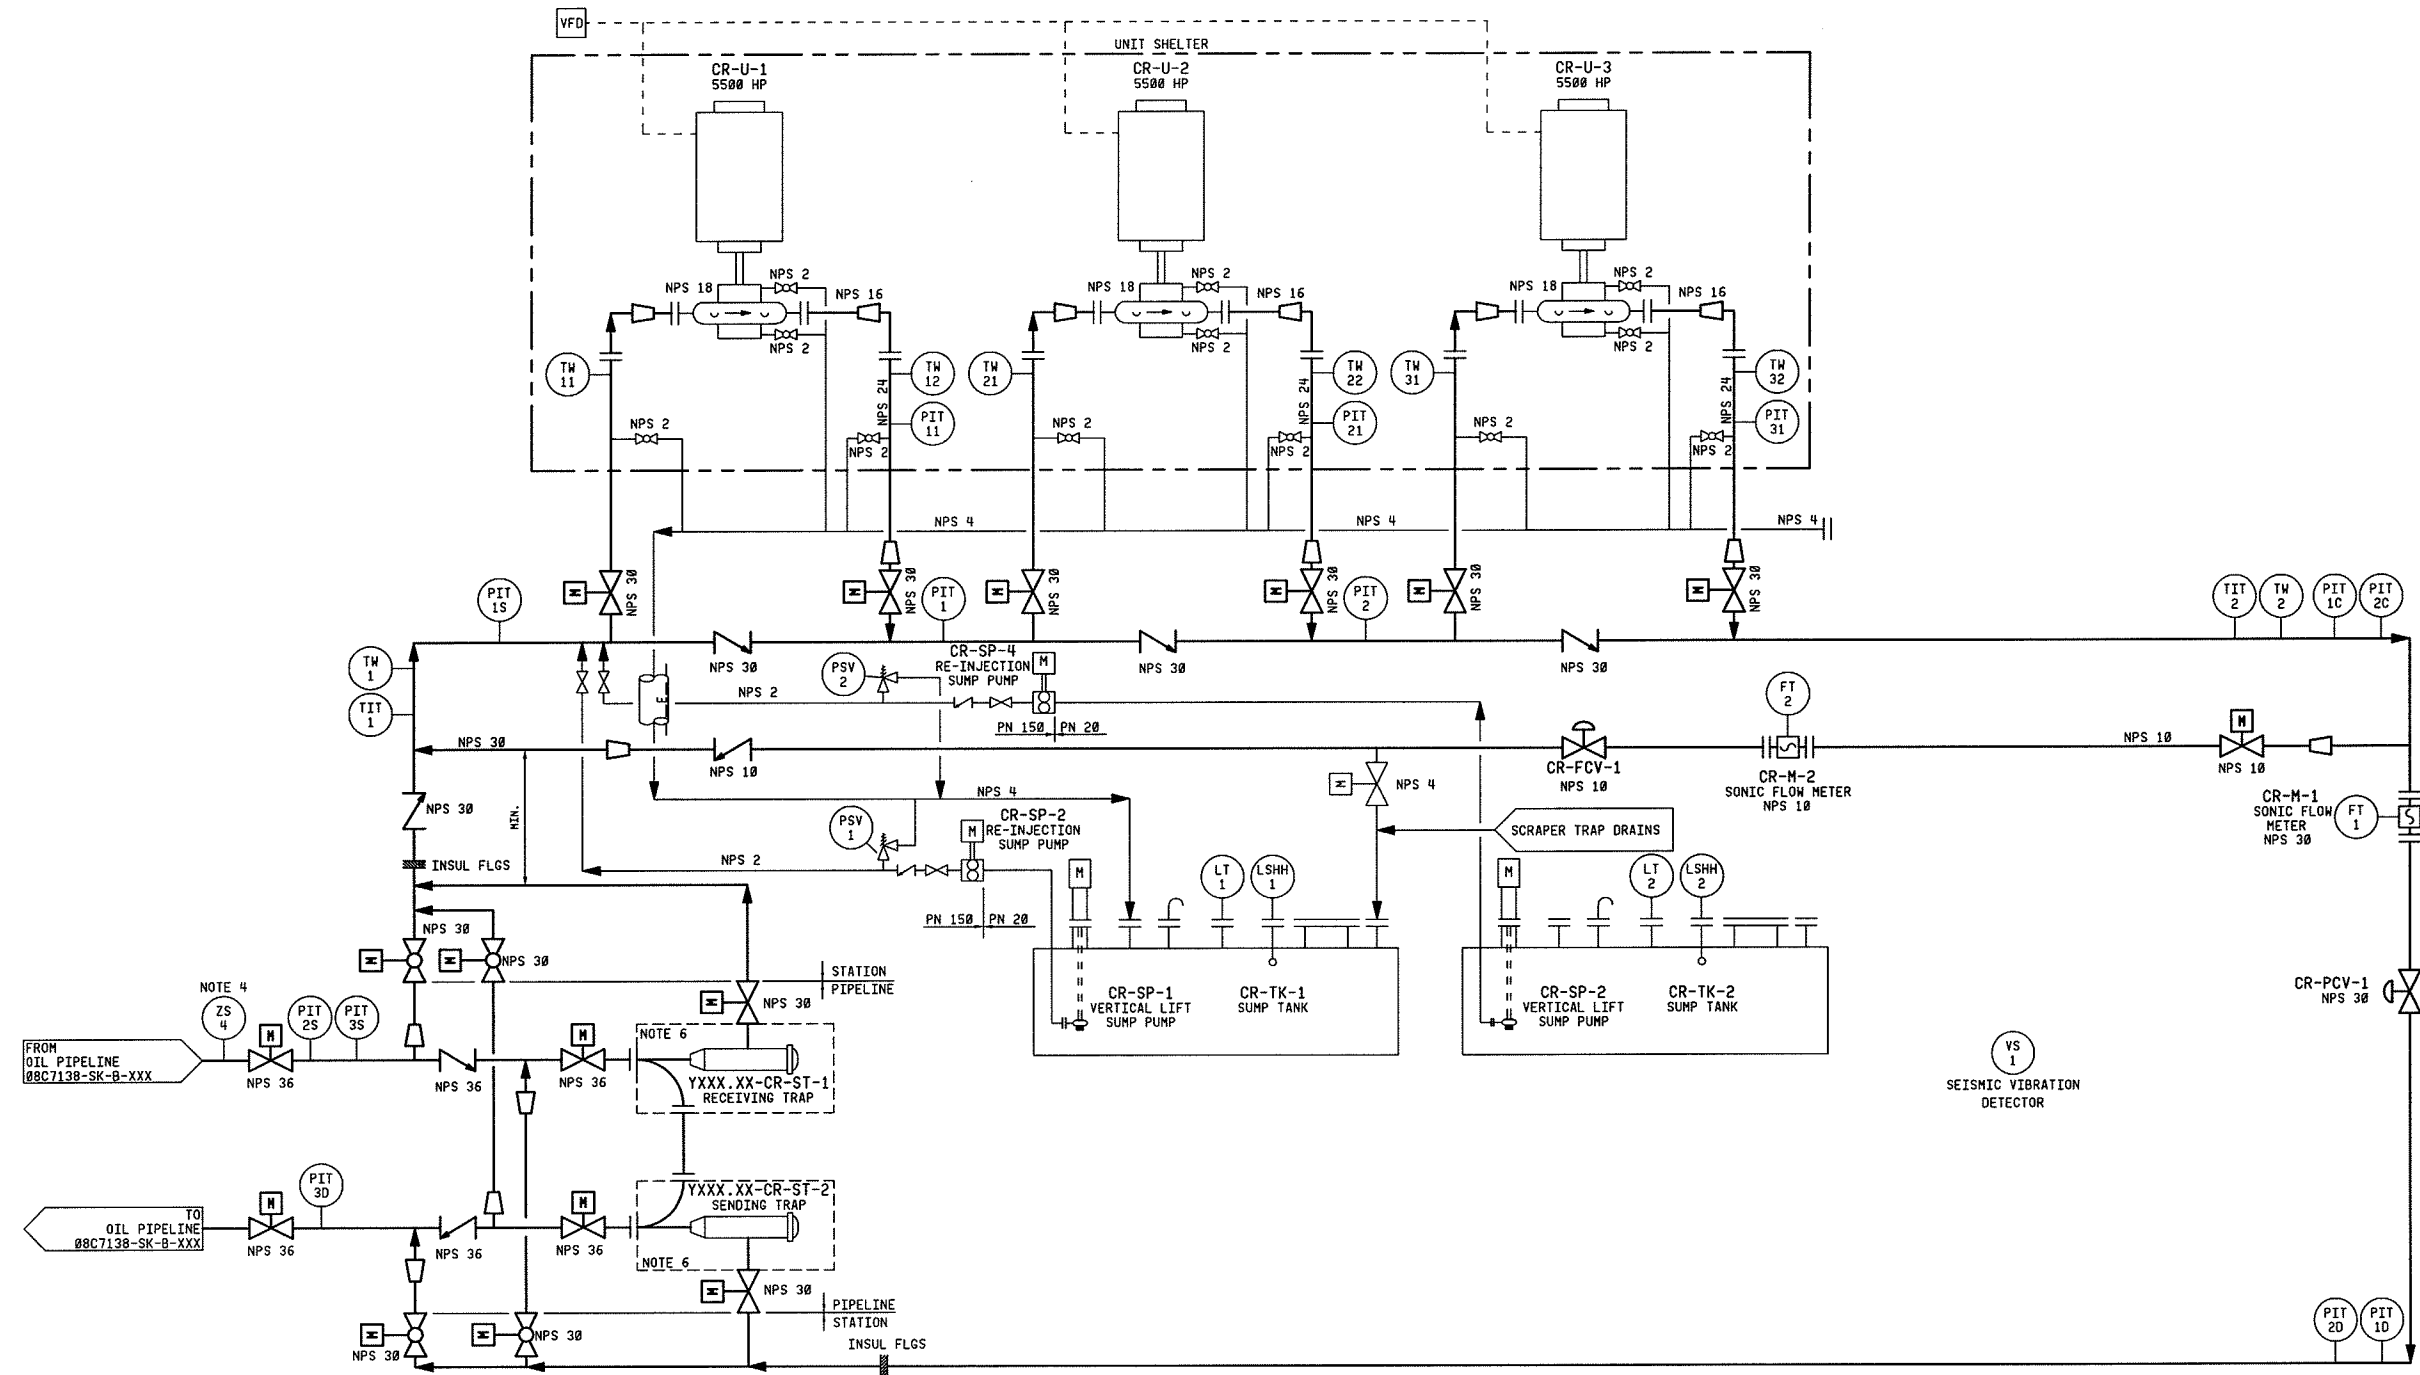 VFD
UNIT SHELTER
CR-U-1
5500 HP
CR-U-2
5500 HP
CR-U-3
5500 HP
NPS 18
NPS 2
NPS 16
NPS 2
NPS 18
NPS 2
NPS 16
NPS 2
NPS 18
NPS 2
NPS 16
NPS 2
TW
11
TW
12
NPS 24
PIT
11
NPS 2
NPS 2
TW
21
TW
22
NPS 24
PIT
21
NPS 2
NPS 2
TW
31
TW
32
NPS 24
PIT
31
NPS 2
NPS 2
NPS 4
NPS 4
NPS 4
PIT
1S
M
NPS 30
M
NPS 30
PIT
1
M
NPS 30
M
NPS 30
PIT
2
M
NPS 30
M
NPS 30
TIT
2
TW
2
PIT
1C
PIT
2C
NPS 30
NPS 30
NPS 30
TW
1
TIT
1
E
NPS 2
PSV
2
CR-SP-4
RE-INJECTION
SUMP PUMP
M
PN 150
PN 20
FT
2
M
NPS 30
NPS 10
CR-FCV-1
NPS 10
CR-M-2
SONIC FLOW METER
NPS 10
NPS 10
NPS 10
M
NPS 4
NPS 30
MIN.
NPS 4
CR-M-1
SONIC FLOW
METER
NPS 30
FT
1
PSV
1
CR-SP-2
RE-INJECTION
SUMP PUMP
M
SCRAPER TRAP DRAINS
INSUL FLGS
NPS 2
PN 150
PN 20
M
LT
1
LSHH
1
M
LT
2
LSHH
2
NPS 30
M
M
NPS 30
STATION
PIPELINE
CR-SP-1
VERTICAL LIFT
SUMP PUMP
CR-TK-1
SUMP TANK
CR-SP-2
VERTICAL LIFT
SUMP PUMP
CR-TK-2
SUMP TANK
CR-PCV-1
NPS 30
NOTE 4
ZS
4
PIT
2S
PIT
3S
M
NPS 30
FROM
OIL PIPELINE
08C7138-SK-B-XXX
M
NPS 36
NPS 36
M
NPS 36
NOTE 6
YXXX.XX-CR-ST-1
RECEIVING TRAP
VS
1
SEISMIC VIBRATION
DETECTOR
PIT
3D
TO
OIL PIPELINE
08C7138-SK-B-XXX
M
NPS 36
NPS 36
M
NPS 36
YXXX.XX-CR-ST-2
SENDING TRAP
NOTE 6
M
NPS 30
PIPELINE
STATION
M
NPS 30
M
NPS 30
INSUL FLGS
PIT
2D
PIT
1D